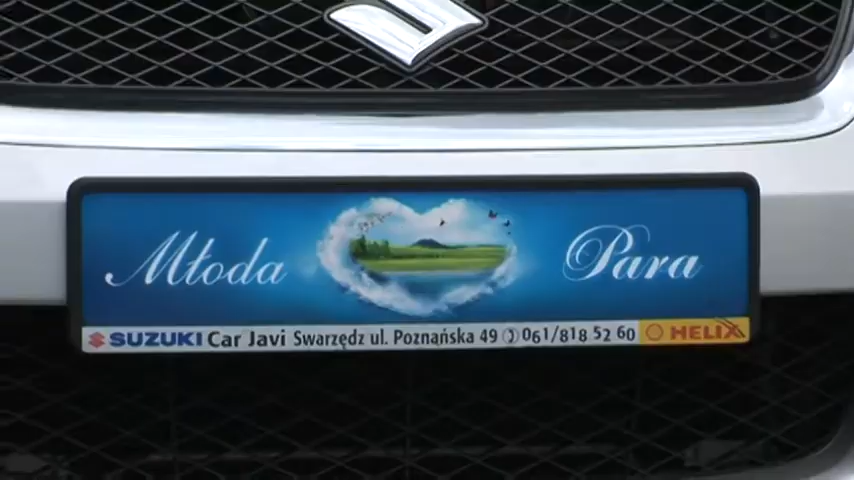 Młoda Para
SUZUKI Car Javi Swarzędz ul. Poznańska 49 061/818 52 60 HELIX